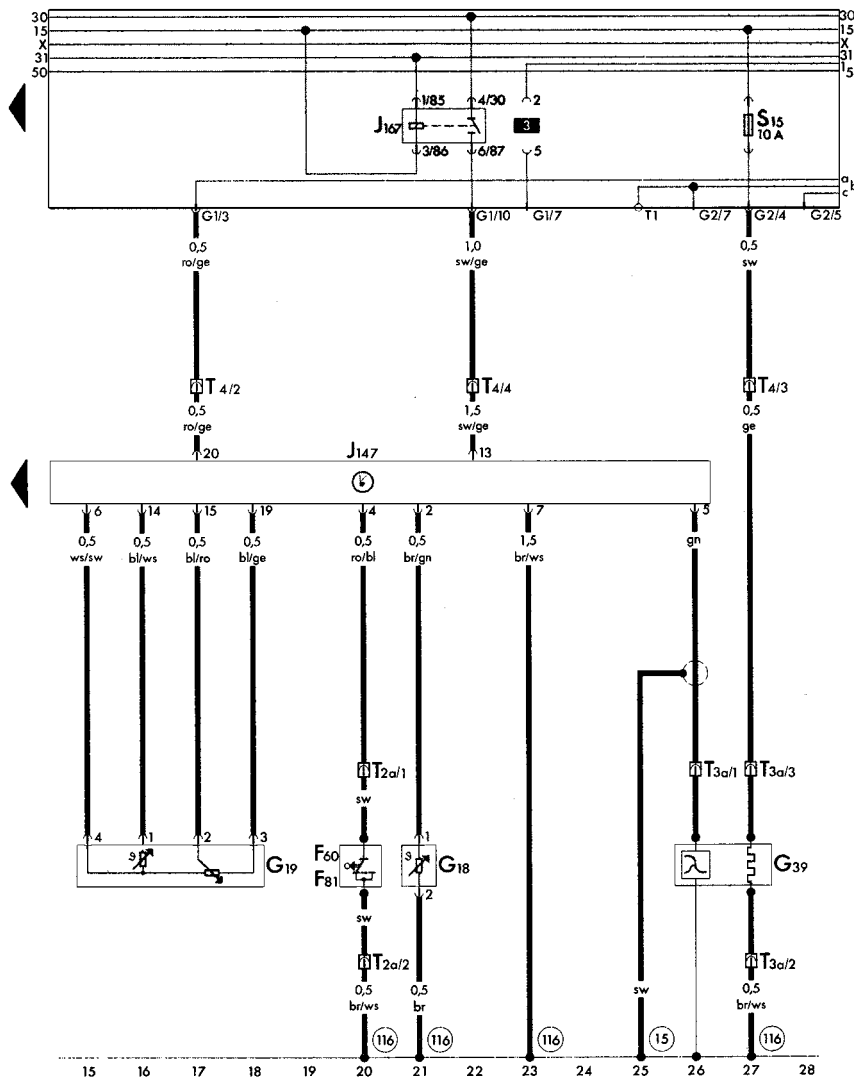 30 30
15 15
X X
31 31
50 15
1/85 4/30 2
J167 3 S15
10 A
3/86 6/87 5
a
b
c
G1/3 G1/10 G1/7 T1 G2/7 G2/4 G2/5
0,5 1,0 0,5
ro/ge sw/ge sw
T4/2 T4/4 T4/3
0,5 1,5 0,5
ro/ge sw/ge ge
20 J147 13
6 14 15 19 4 2 7 5
0,5 0,5 0,5 0,5 0,5 0,5 1,5 gn
ws/sw bl/ws bl/ro bl/ge ro/bl br/gn br/ws
T2a/1 T3a/1 T3a/3
sw
4 1 2 3 1
G19 F60 G18 G39
F81
2
sw
T2a/2 T3a/2
0,5 0,5 sw 0,5
br/ws br br/ws
116 116 116 15 116
15 16 17 18 19 20 21 22 23 24 25 26 27 28